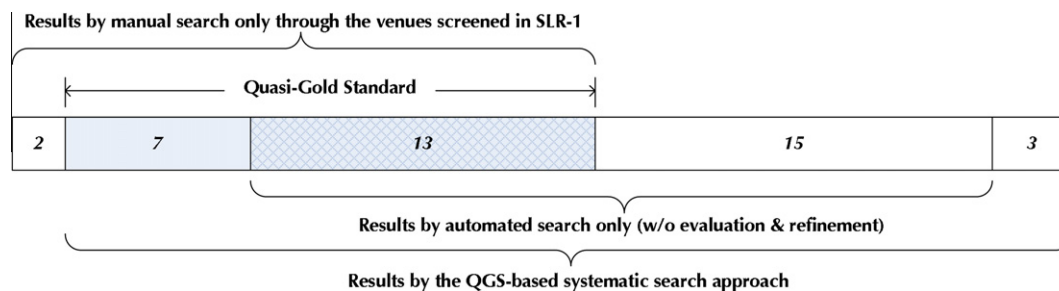 Results by manual search only through the venues screened in SLR-1
Quasi-Gold Standard
2 7 13 15 3
Results by automated search only (w/o evaluation & refinement)
Results by the QGS-based systematic search approach